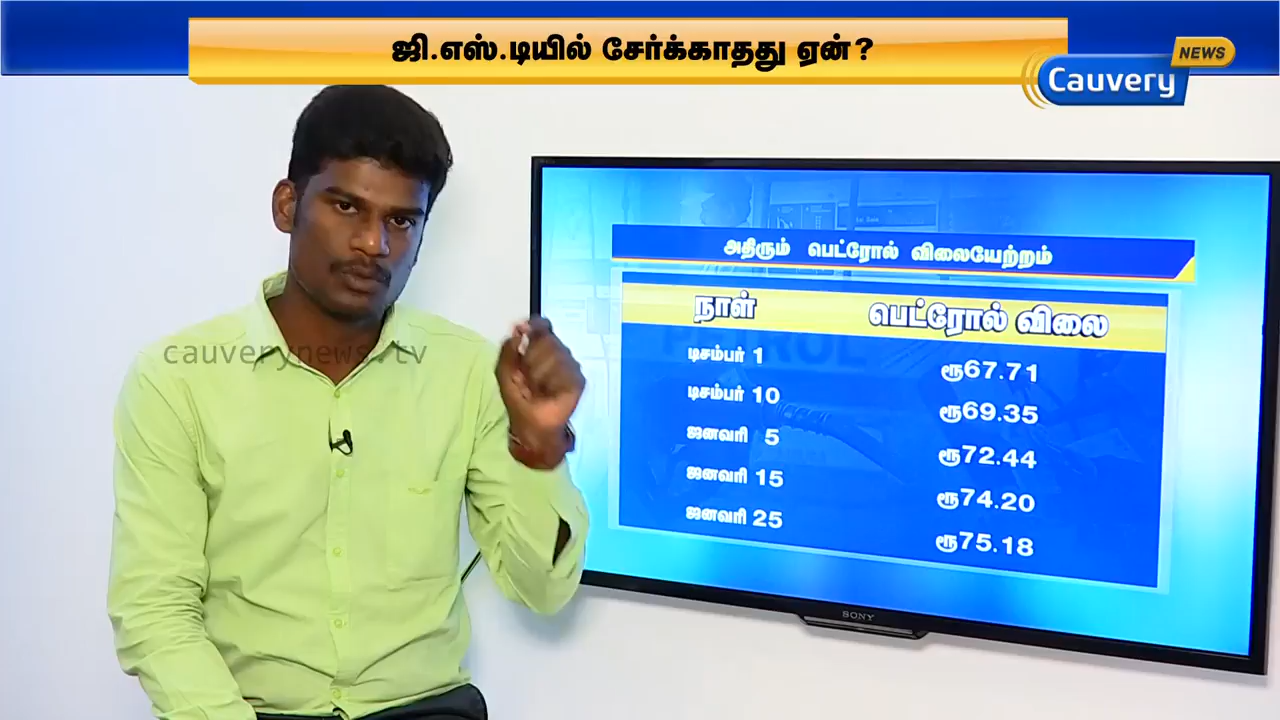 ஜி.எஸ்.டியில் சேர்க்காதது ஏன்?
NEWS
Cauvery
அதிரும் பெட்ரோல் விலையேற்றம்
நாள் பெட்ரோல் விலை
PETROL
டிசம்பர் 1 ரூ67.71
டிசம்பர் 10 ரூ69.35
ஜனவரி 5 ரூ72.44
ஜனவரி 15 ரூ74.20
ஜனவரி 25 ரூ75.18
cauverynews.tv
SONY